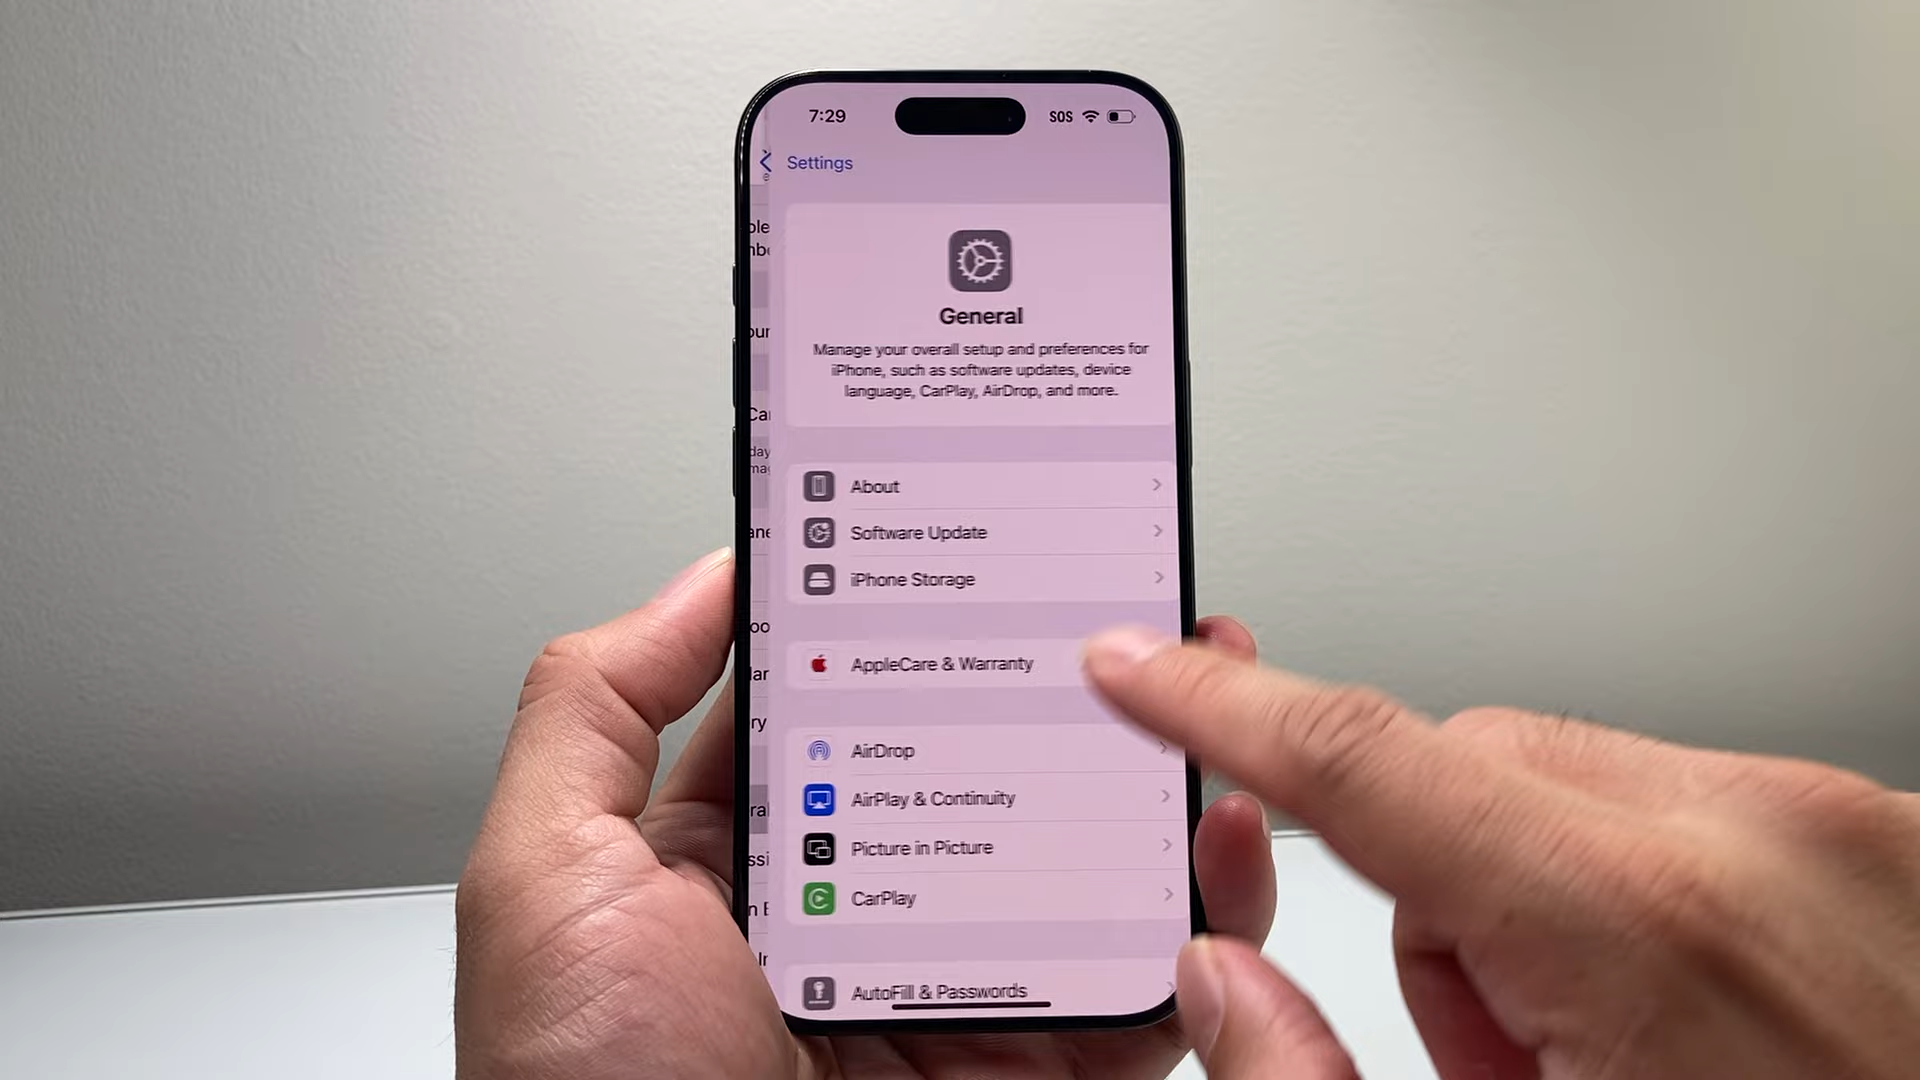 7:29 SOS
Settings
General
Manage your overall setup and preferences for
iPhone, such as software updates, device
language, CarPlay, AirDrop, and more.
About
Software Update
iPhone Storage
AppleCare & Warranty
AirDrop
AirPlay & Continuity
Picture in Picture
CarPlay
AutoFill & Passwords